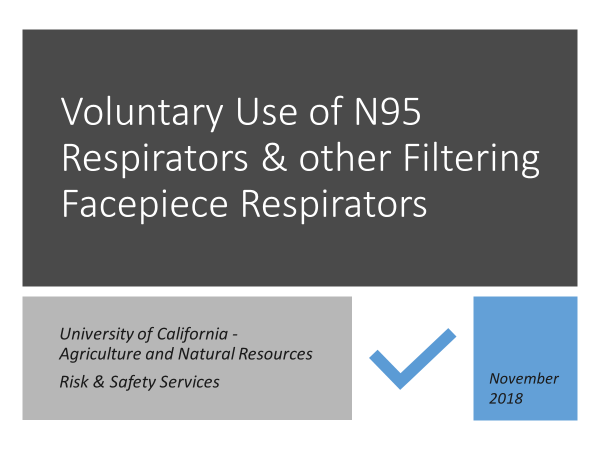 Voluntary Use of N95
Respirators & other Filtering
Facepiece Respirators
University of California -
Agriculture and Natural Resources
Risk & Safety Services
November
2018